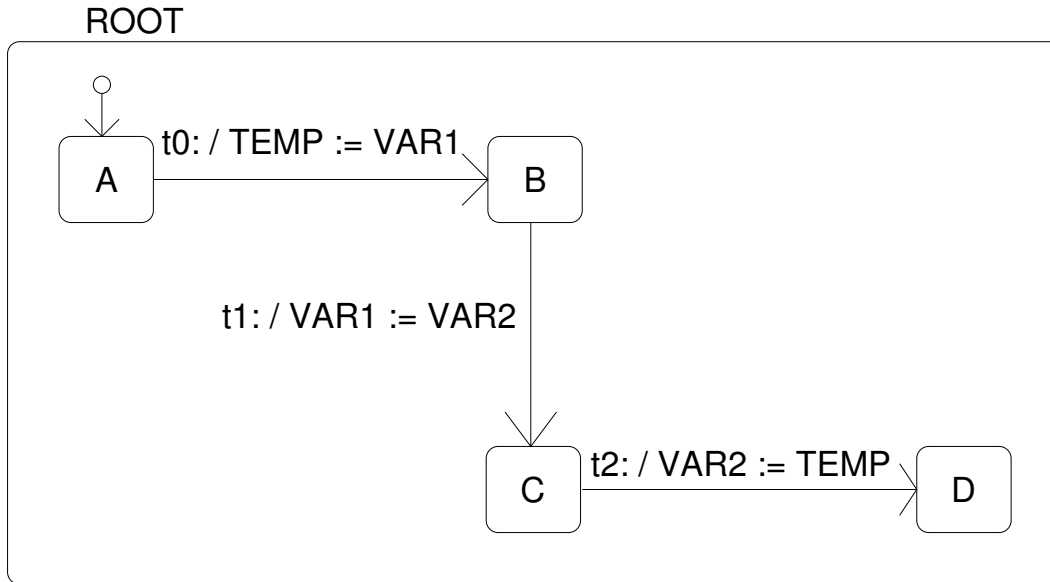 ROOT
t0: / TEMP := VAR1
A
B
t1: / VAR1 := VAR2
t2: / VAR2 := TEMP
C
D